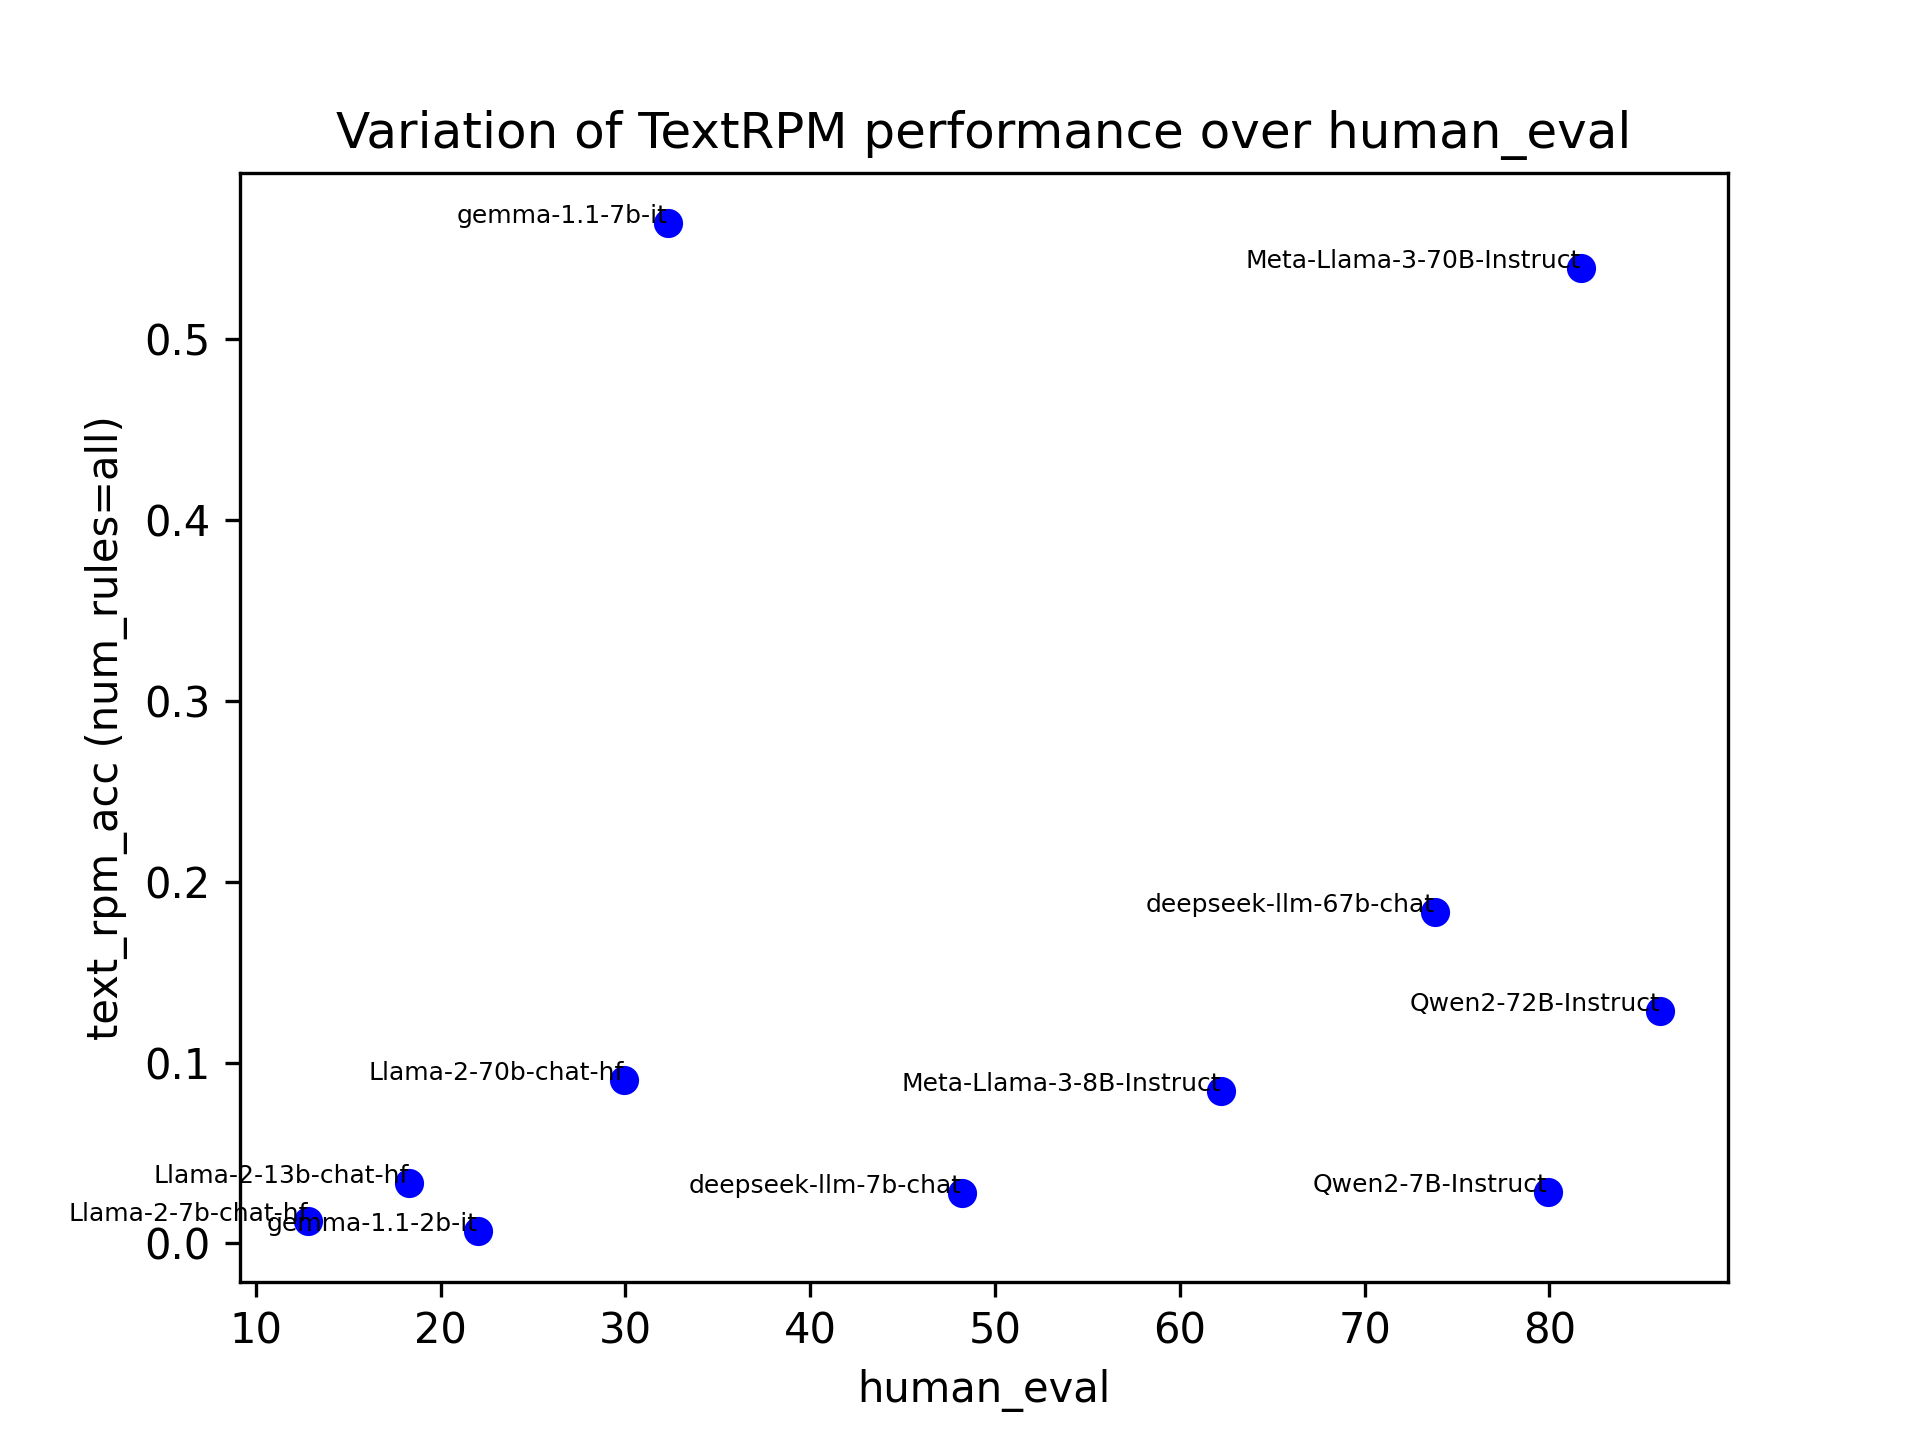 Variation of TextRPM performance over human_eval
gemma-1.1-7b-it
Meta-Llama-3-70B-Instruct
0.5
0.4
text_rpm_acc (num_rules=all)
0.3
0.2
deepseek-llm-67b-chat
Qwen2-72B-Instruct
0.1
Llama-2-70b-chat-hf
Meta-Llama-3-8B-Instruct
Llama-2-13b-chat-hf
deepseek-llm-7b-chat
Qwen2-7B-Instruct
Llama-2-7b-chat-hf
gemma-1.1-2b-it
0.0
10 20 30 40 50 60 70 80
human_eval